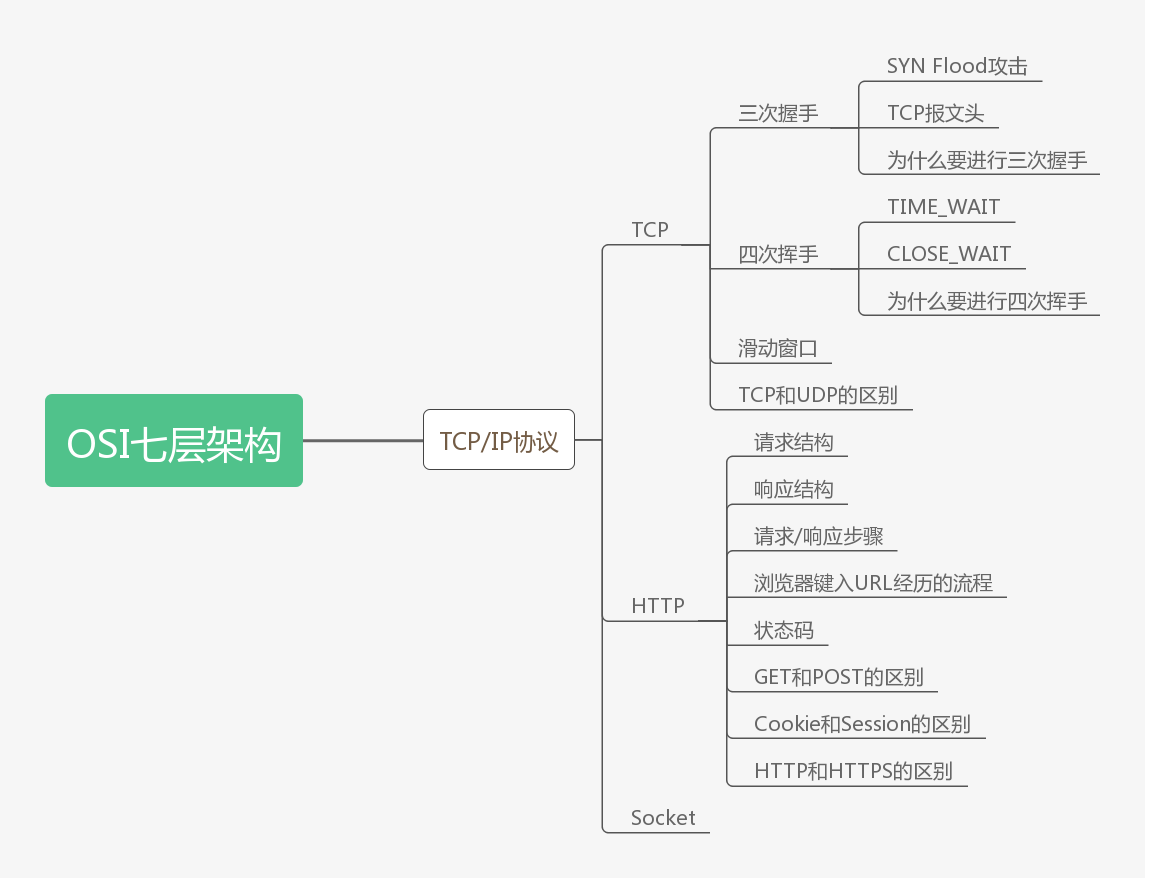 OSI七层架构
TCP/IP协议
TCP
三次握手
SYN Flood攻击
TCP报文头
为什么要进行三次握手
四次挥手
TIME_WAIT
CLOSE_WAIT
为什么要进行四次挥手
滑动窗口
TCP和UDP的区别
HTTP
请求结构
响应结构
请求/响应步骤
浏览器键入URL经历的流程
状态码
GET和POST的区别
Cookie和Session的区别
HTTP和HTTPS的区别
Socket